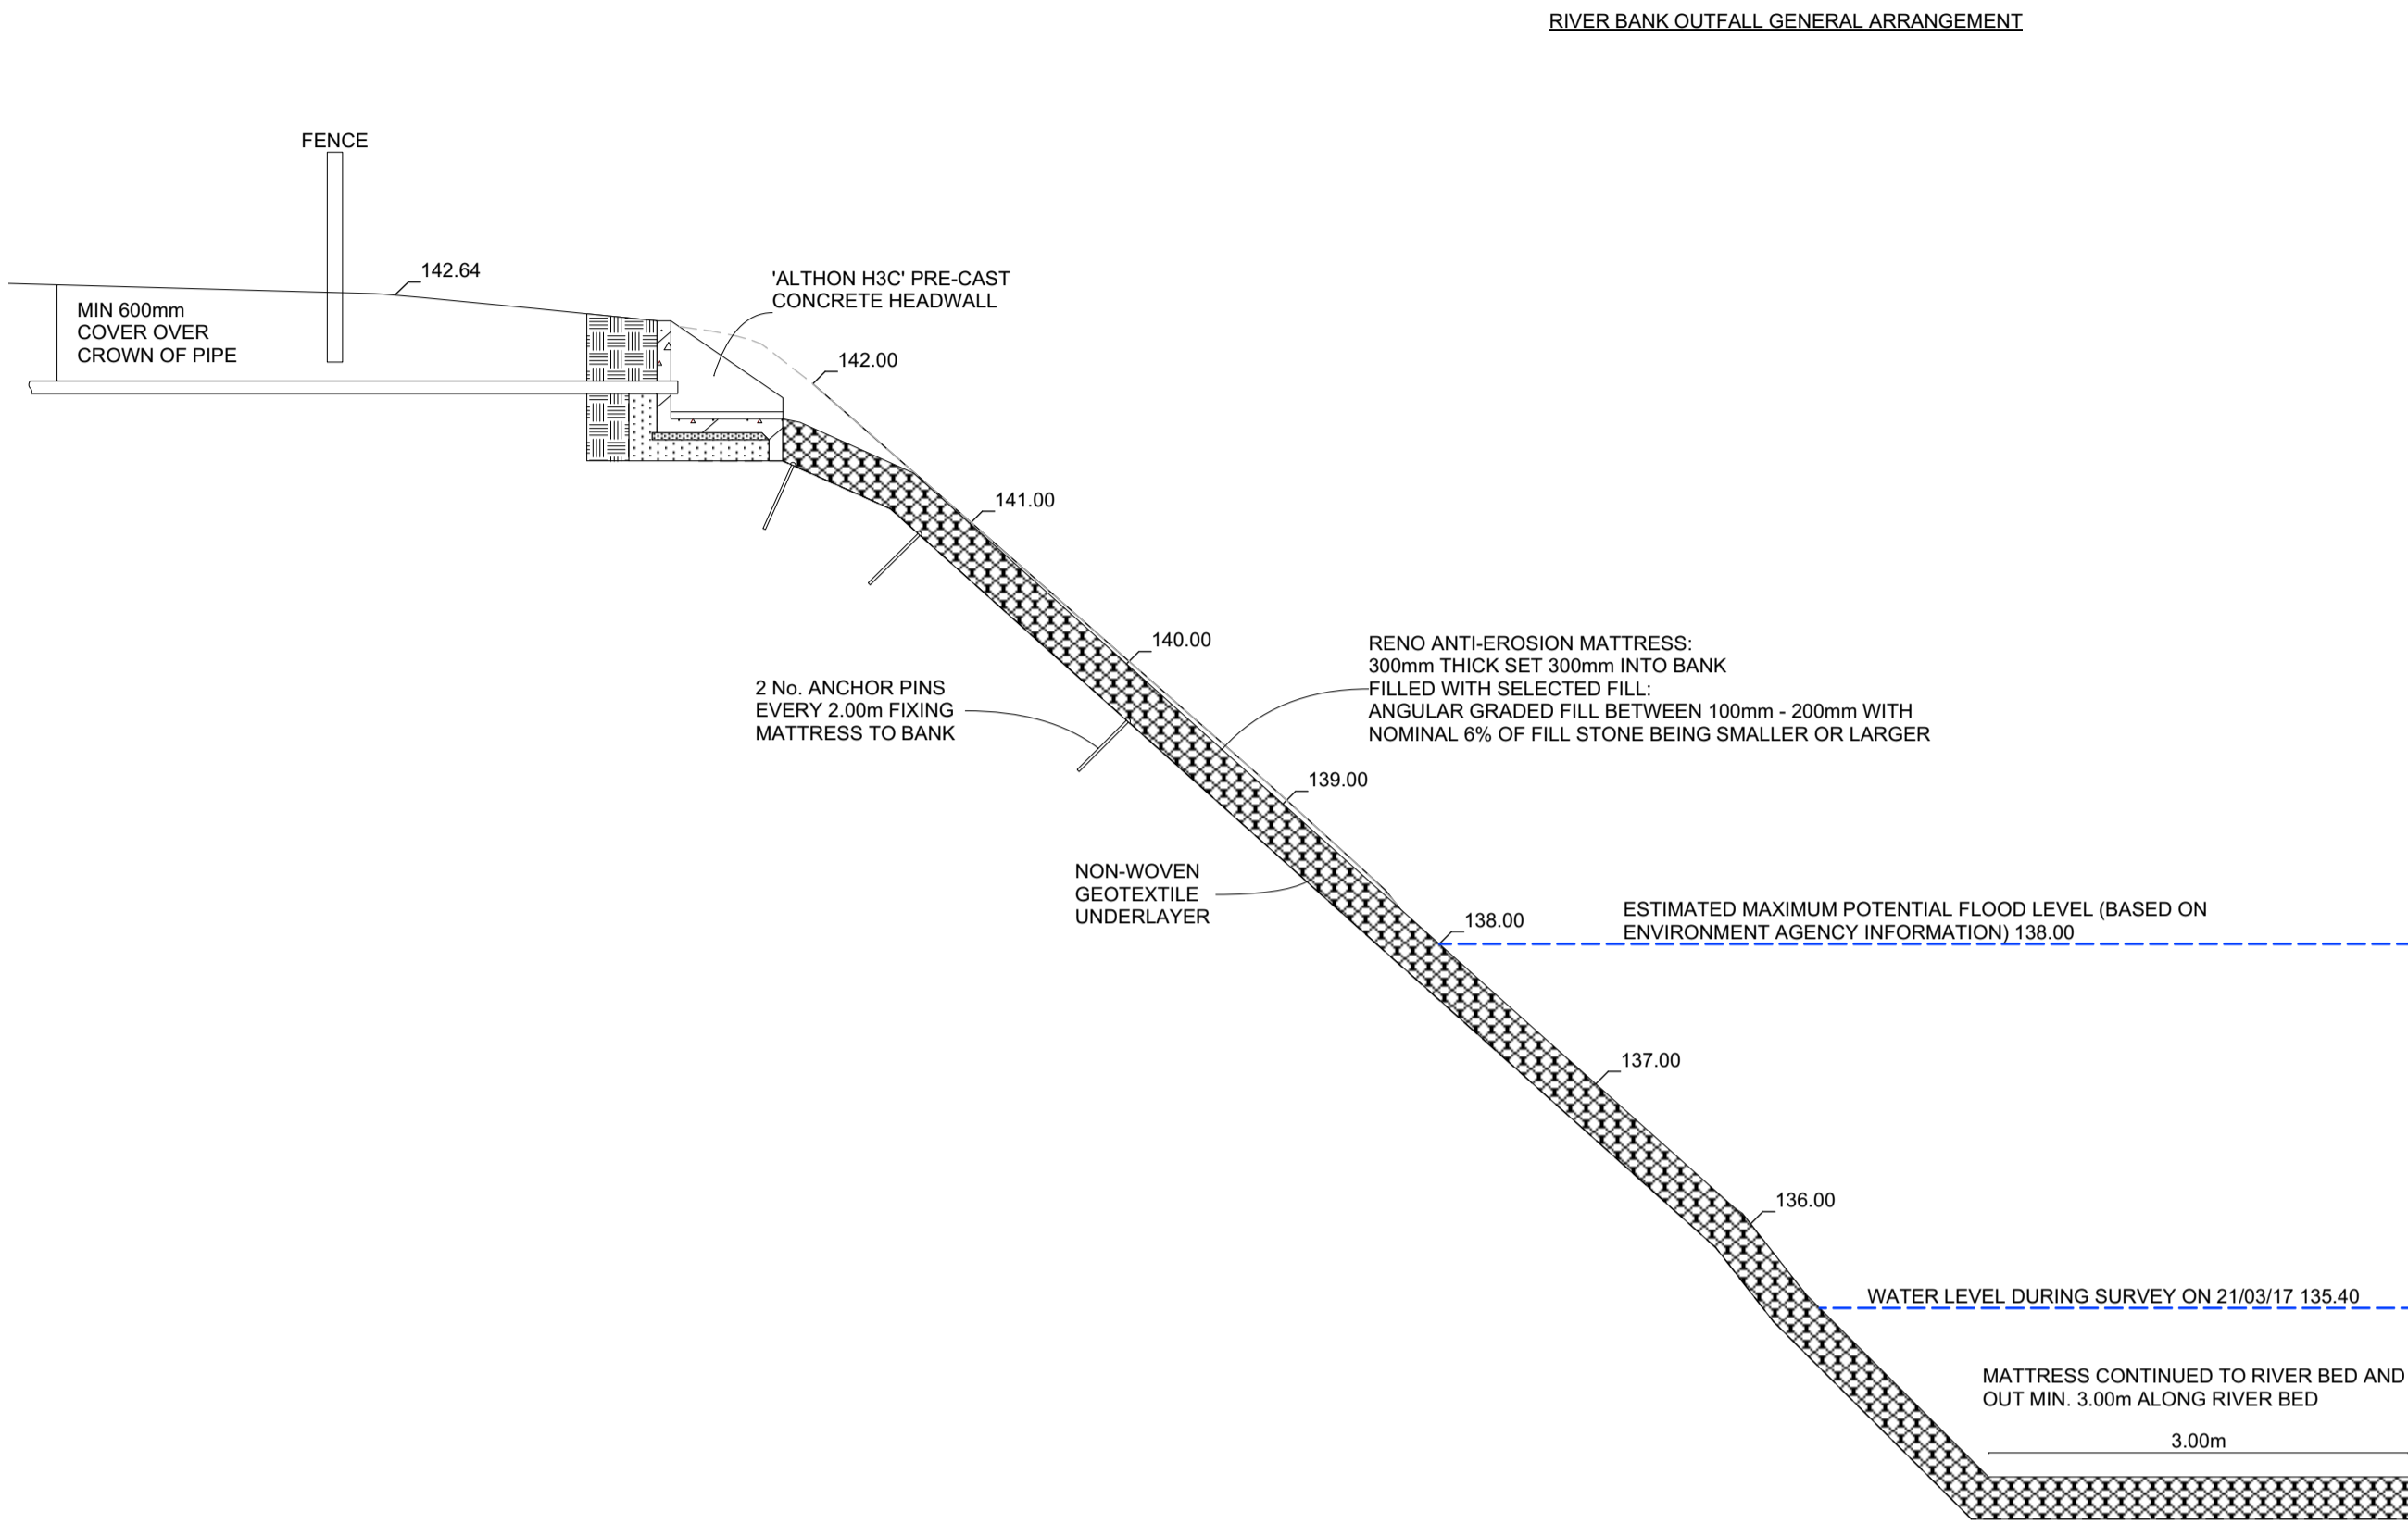 RIVER BANK OUTFALL GENERAL ARRANGEMENT
FENCE
142.64
'ALTHON H3C' PRE-CAST
CONCRETE HEADWALL
MIN 600mm
COVER OVER
CROWN OF PIPE
142.00
141.00
140.00
RENO ANTI-EROSION MATTRESS:
300mm THICK SET 300mm INTO BANK
FILLED WITH SELECTED FILL:
ANGULAR GRADED FILL BETWEEN 100mm - 200mm WITH
NOMINAL 6% OF FILL STONE BEING SMALLER OR LARGER
2 No. ANCHOR PINS
EVERY 2.00m FIXING
MATTRESS TO BANK
139.00
NON-WOVEN
GEOTEXTILE
UNDERLAYER
138.00
ESTIMATED MAXIMUM POTENTIAL FLOOD LEVEL (BASED ON
ENVIRONMENT AGENCY INFORMATION) 138.00
137.00
136.00
WATER LEVEL DURING SURVEY ON 21/03/17 135.40
MATTRESS CONTINUED TO RIVER BED AND
OUT MIN. 3.00m ALONG RIVER BED
3.00m